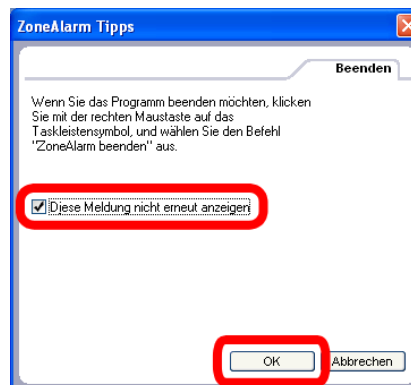 ZoneAlarm Tipps
Beenden
Wenn Sie das Programm beenden möchten, klicken
Sie mit der rechten Maustaste auf das
Taskleistensymbol, und wählen Sie den Befehl
"ZoneAlarm beenden" aus.
Diese Meldung nicht erneut anzeigen
OK
Abbrechen